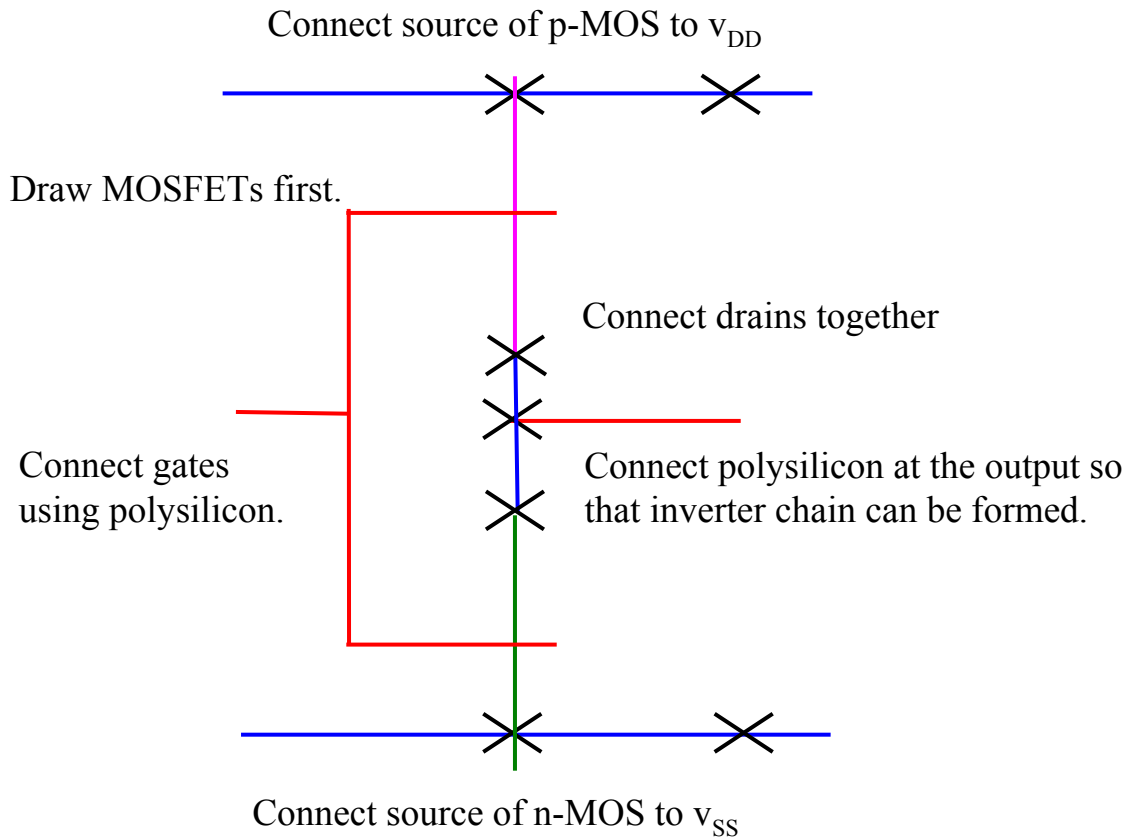 Connect source of p-MOS to vDD
Draw MOSFETs first.
Connect drains together
Connect gates
using polysilicon.
Connect polysilicon at the output so
that inverter chain can be formed.
Connect source of n-MOS to vSS